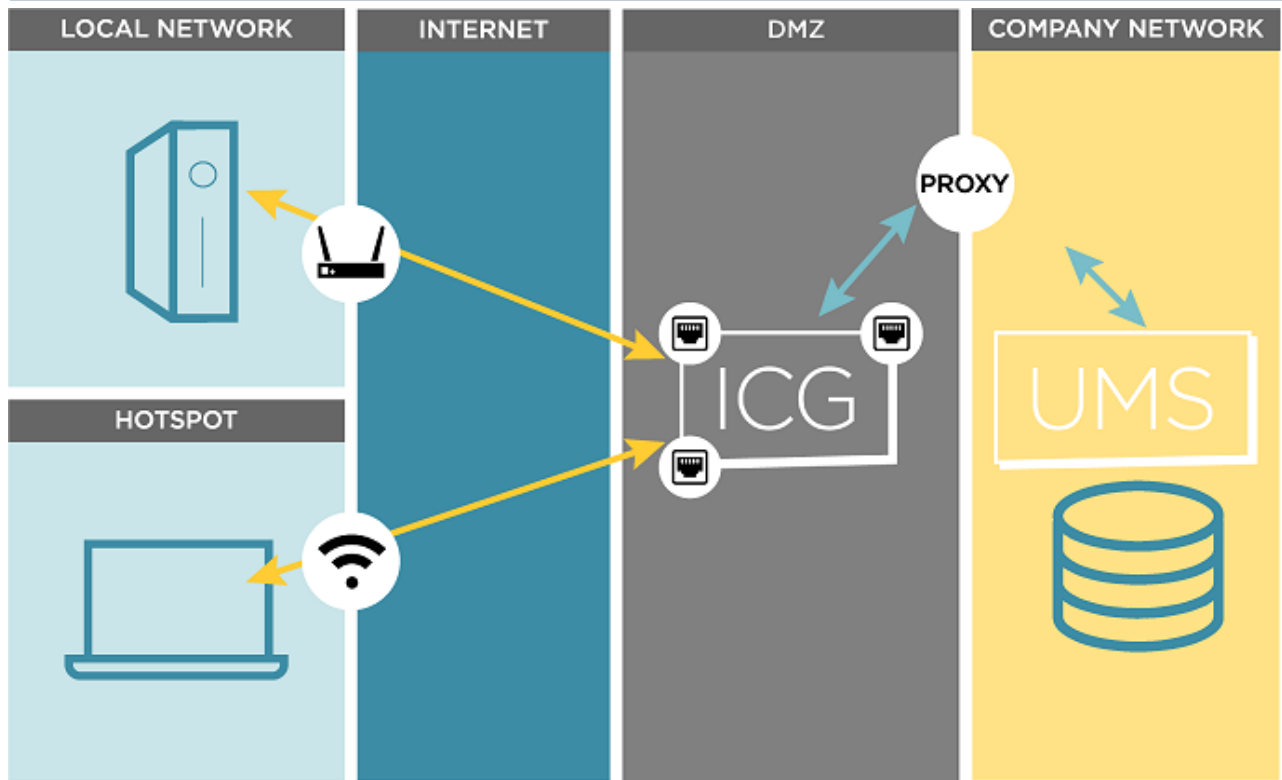 LOCAL NETWORK
INTERNET
DMZ
COMPANY NETWORK
PROXY
ICG
UMS
HOTSPOT